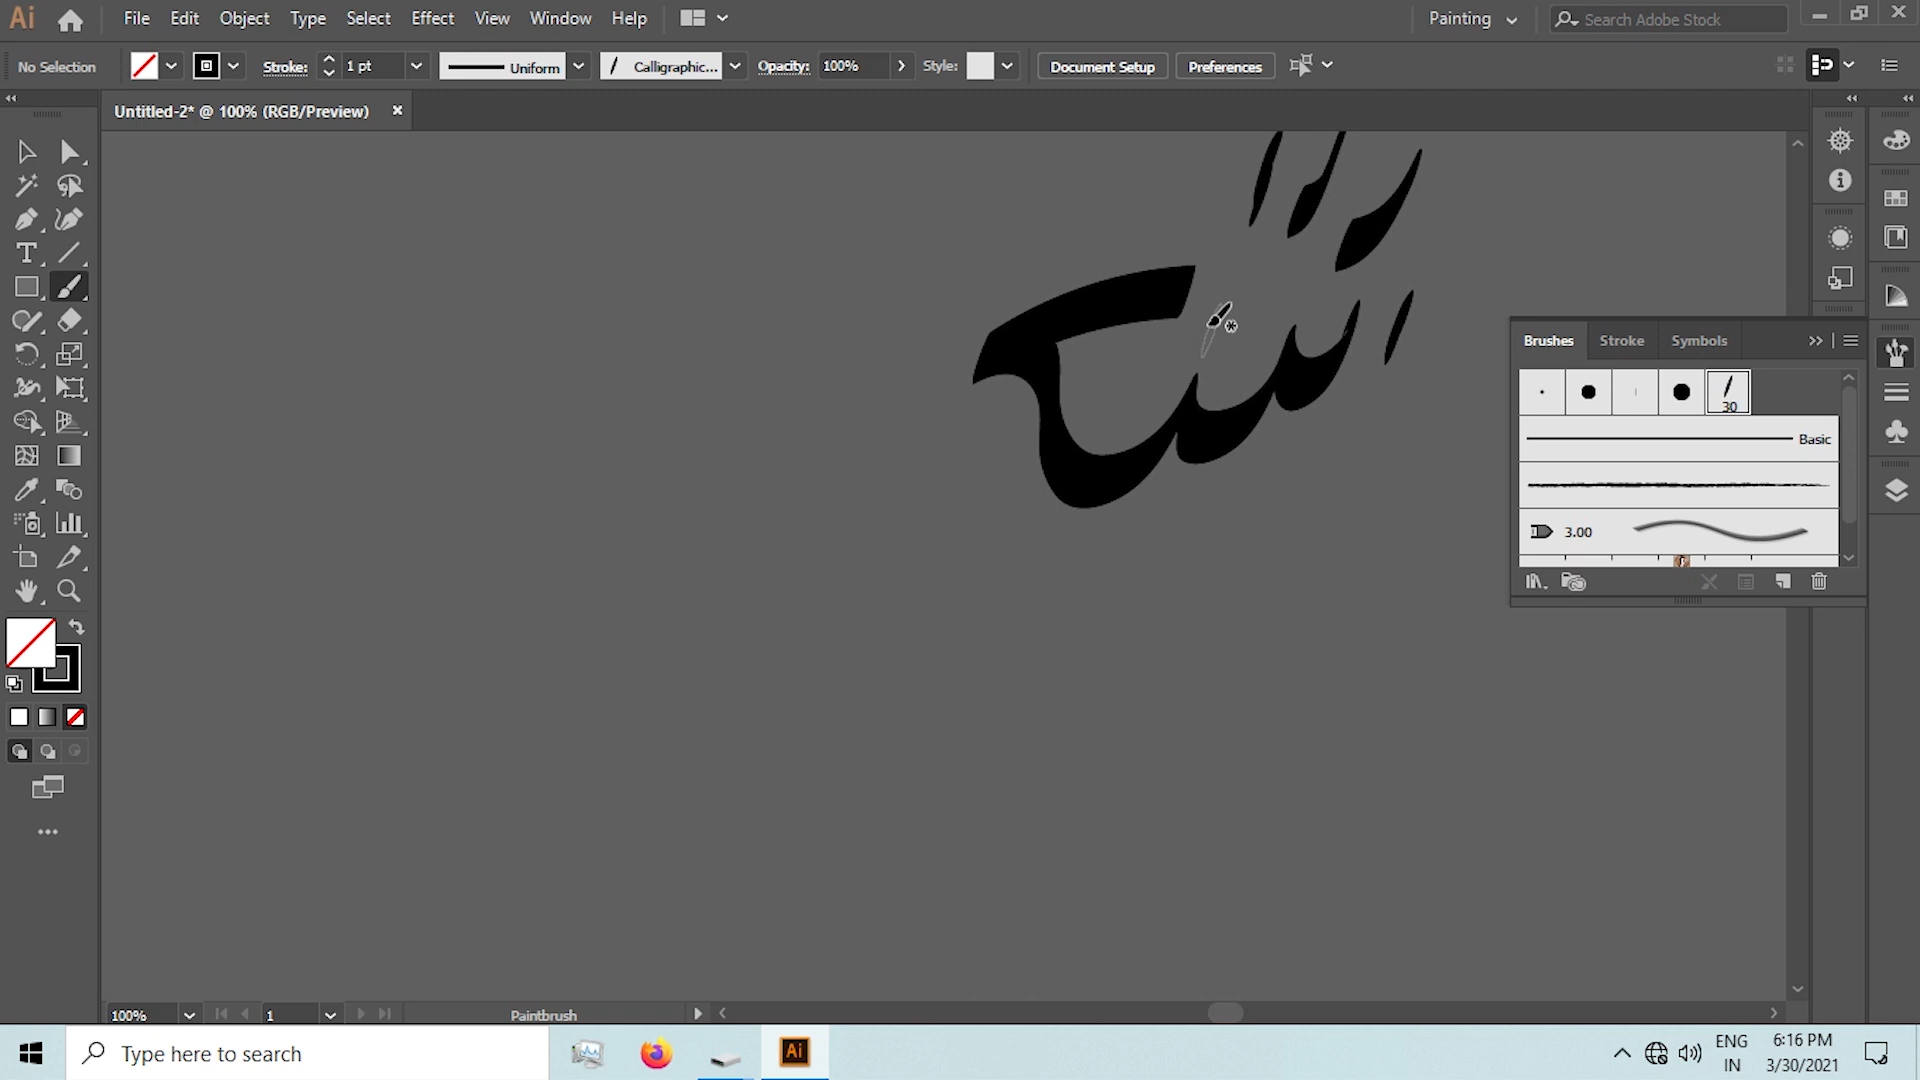 Ai File Edit Object Type Select Effect View Window Help Painting Search Adobe Stock
No Selection Stroke: 1 pt Uniform Calligraphic... Opacity: 100% Style: Document Setup Preferences
Untitled-2* @ 100% (RGB/Preview)
Brushes Stroke Symbols
30
Basic
3.00
100% 1 Paintbrush
Type here to search Ai ENG 6:16 PM
IN 3/30/2021